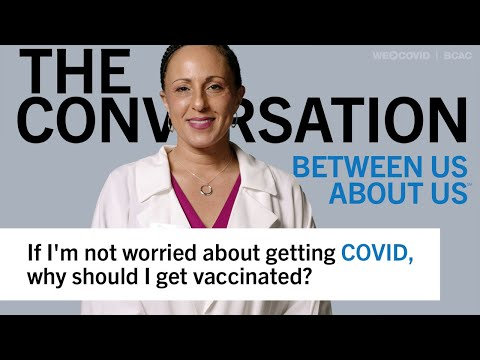 WE▶COVID | BCAC
THE
CONVERSATION
BETWEEN US
ABOUT US
If I'm not worried about getting COVID,
why should I get vaccinated?